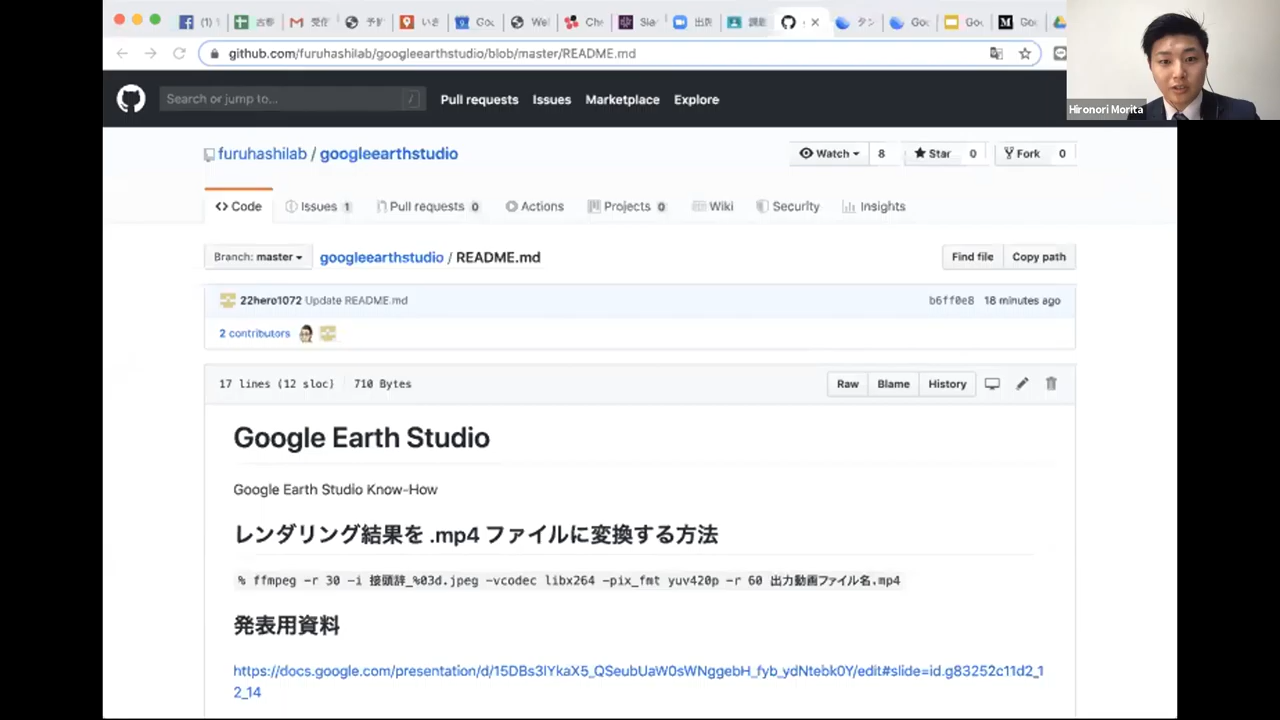 (1)
Goo
github.com/furuhashilab/googleearthstudio/blob/master/README.md
Hironori Morita
Search or jump to... / Pull requests Issues Marketplace Explore
furuhashilab / googleearthstudio Watch 8 Star 0 Fork 0
Code Issues 1 Pull requests 0 Actions Projects 0 Wiki Security Insights
Branch: master googleearthstudio / README.md Find file Copy path
22hero1072 Update README.md b6ff0e8 18 minutes ago
2 contributors
17 lines (12 sloc) 710 Bytes Raw Blame History
Google Earth Studio
Google Earth Studio Know-How
レンダリング結果を .mp4 ファイルに変換する方法
% ffmpeg -r 30 -i 接頭辞_%03d.jpeg -vcodec libx264 -pix_fmt yuv420p -r 60 出力動画ファイル名.mp4
発表用資料
https://docs.google.com/presentation/d/15DBs3lYkaX5_QSeubUaW0sWNggebH_fyb_ydNtebk0Y/edit#slide=id.g83252c11d2_1
2_14